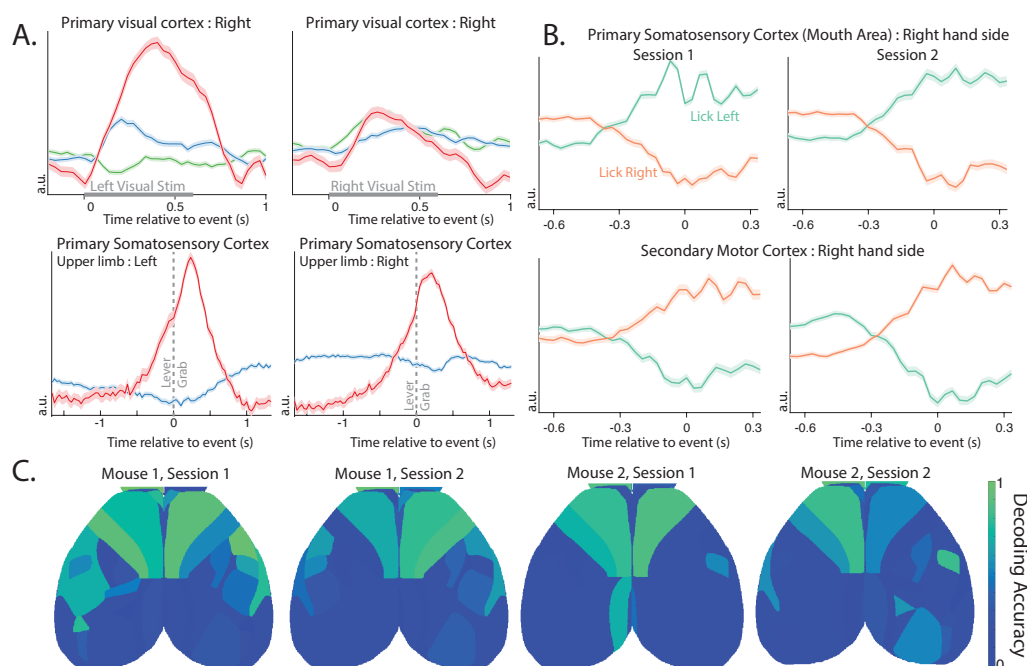 A.
Primary visual cortex : Right
Primary visual cortex : Right
a.u.
Left Visual Stim
Right Visual Stim
0 0.5 1
0 0.5 1
Time relative to event (s)
Time relative to event (s)
Primary Somatosensory Cortex
Upper limb : Left
Primary Somatosensory Cortex
Upper limb : Right
a.u.
Lever
Grab
a.u.
Lever
Grab
-1 0 1
-1 0 1
Time relative to event (s)
Time relative to event (s)
B.
Primary Somatosensory Cortex (Mouth Area) : Right hand side
Session 1
Session 2
Lick Left
Lick Right
a.u.
a.u.
-0.6 -0.3 0 0.3
-0.6 -0.3 0 0.3
Secondary Motor Cortex : Right hand side
a.u.
a.u.
-0.6 -0.3 0 0.3
-0.6 -0.3 0 0.3
Time relative to event (s)
Time relative to event (s)
C.
Mouse 1, Session 1
Mouse 1, Session 2
Mouse 2, Session 1
Mouse 2, Session 2
1
Decoding Accuracy
0